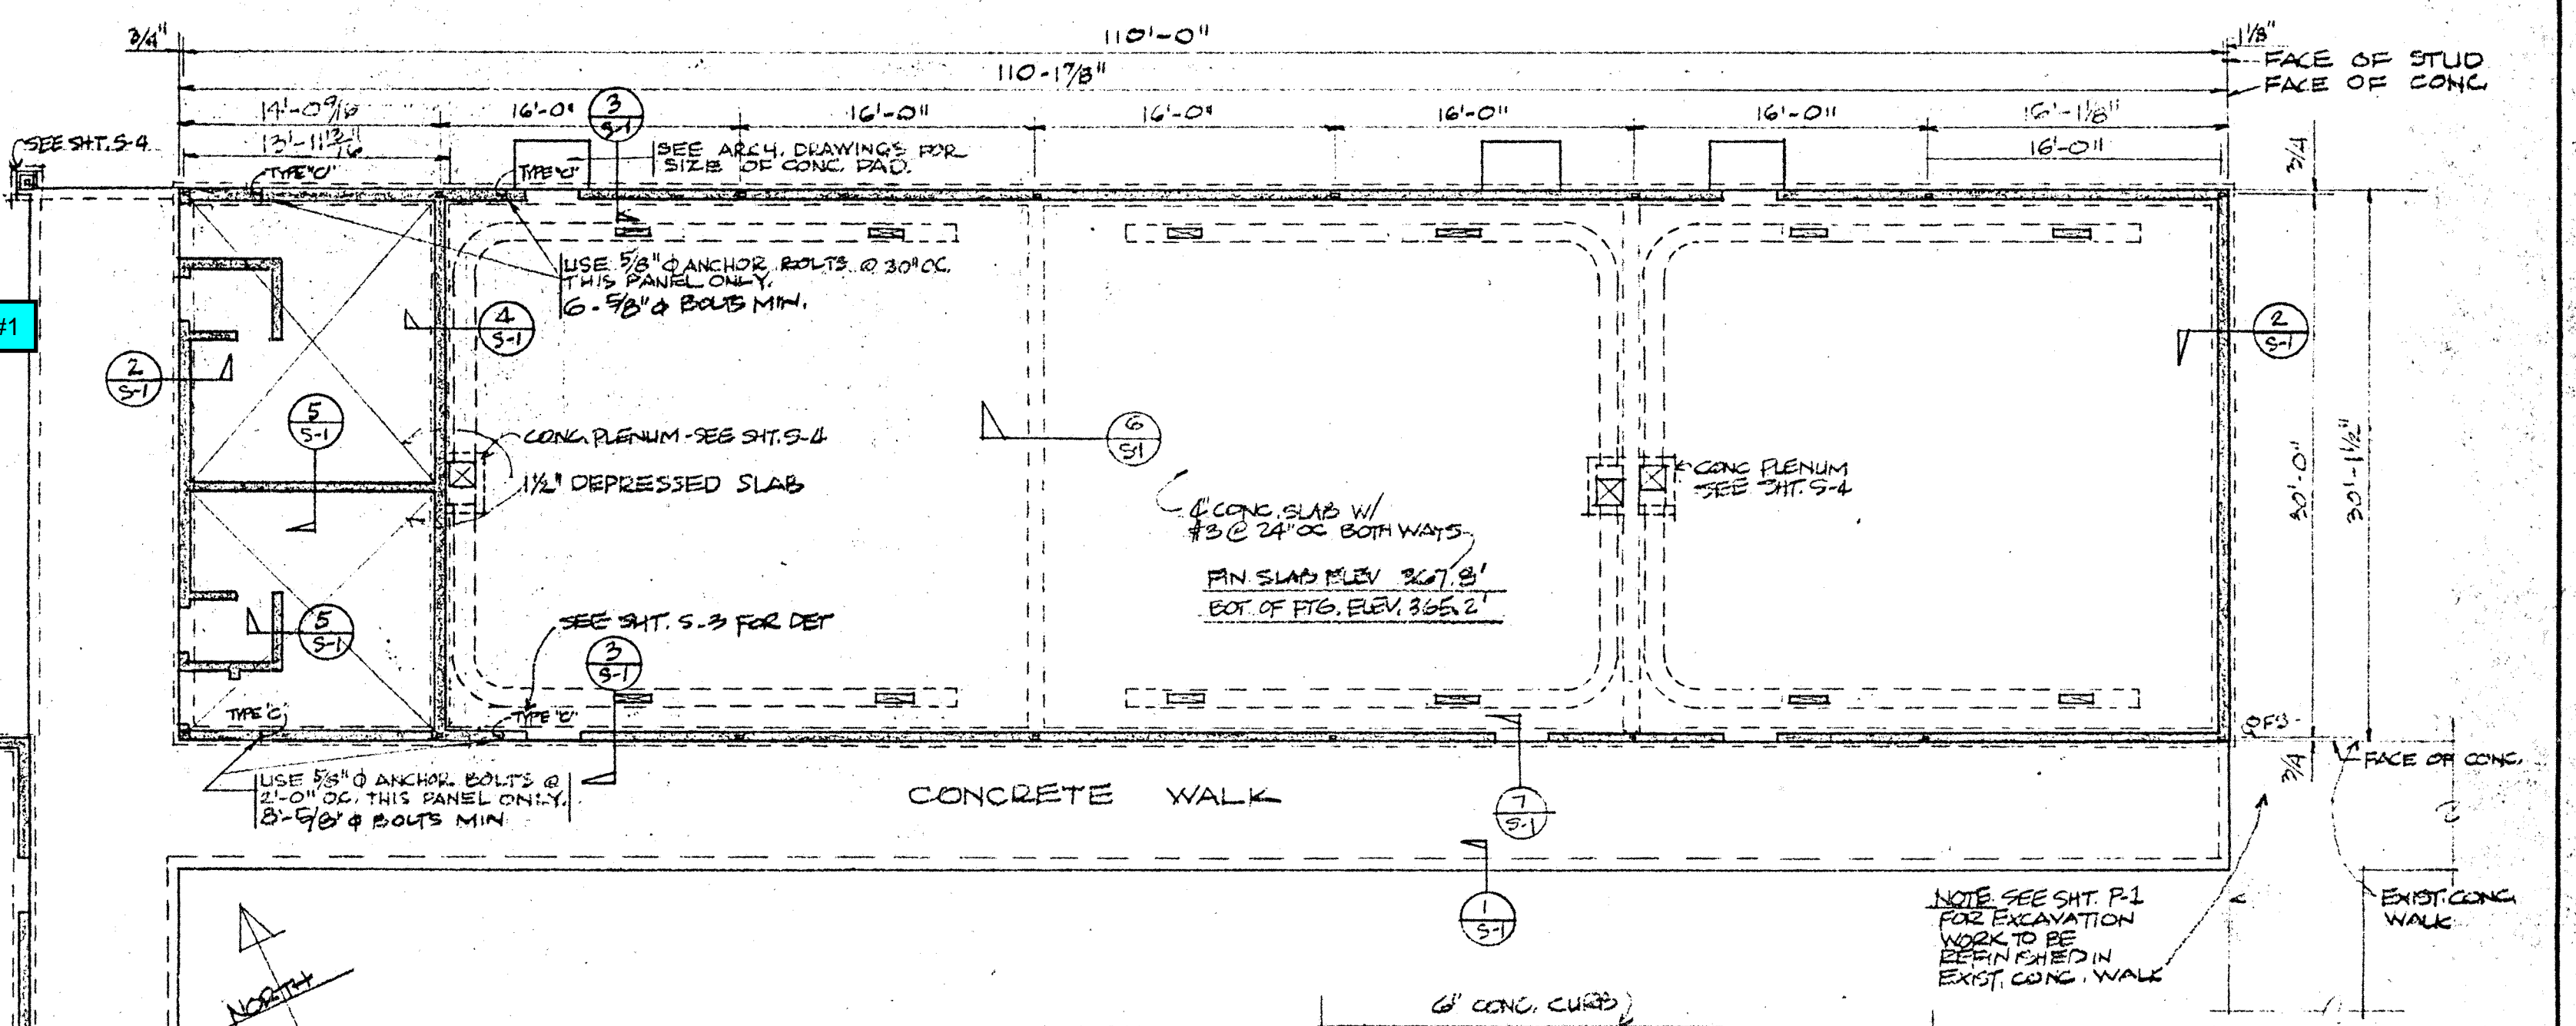 3/4"
110'-0"
1 1/8"
FACE OF STUD
110-1 7/8"
FACE OF CONC
14'-0 9/16
16'-0"
3
S-1
16'-0"
16'-0"
16'-0"
16'-0"
16'-1 1/8"
13'-11 13/16"
16'-0"
SEE SHT. S-4
SEE ARCH. DRAWINGS FOR
SIZE OF CONC. PAD.
3/4
TYPE "C"
TYPE "C"
USE 5/8" φ ANCHOR BOLTS @ 30" OC.
THIS PANEL ONLY.
6 - 5/8" φ BOLTS MIN.
#1
4
S-1
2
S-1
2
S-1
5
S-1
CONC. PLENUM - SEE SHT. S-4
6
S1
1 1/2" DEPRESSED SLAB
CONC PLENUM
SEE SHT. S-4
30'-0"
30'-1 1/2"
4" CONC. SLAB W/
#3 @ 24" OC BOTH WAYS
FIN. SLAB ELEV 367.8'
BOT. OF FTG. ELEV. 365.2'
5
S-1
SEE SHT. S-3 FOR DET
3
S-1
TYPE "C"
TYPE "C"
3/4
FACE OF CONC.
USE 5/8" φ ANCHOR BOLTS @
2'-0" OC. THIS PANEL ONLY.
8'-5/8" φ BOLTS MIN
CONCRETE WALK
7
S-1
1
S-1
NOTE: SEE SHT. P-1
FOR EXCAVATION
WORK TO BE
REFINISHED IN
EXIST. CONC. WALK
EXIST. CONC.
WALK
NORTH
6" CONC. CURB